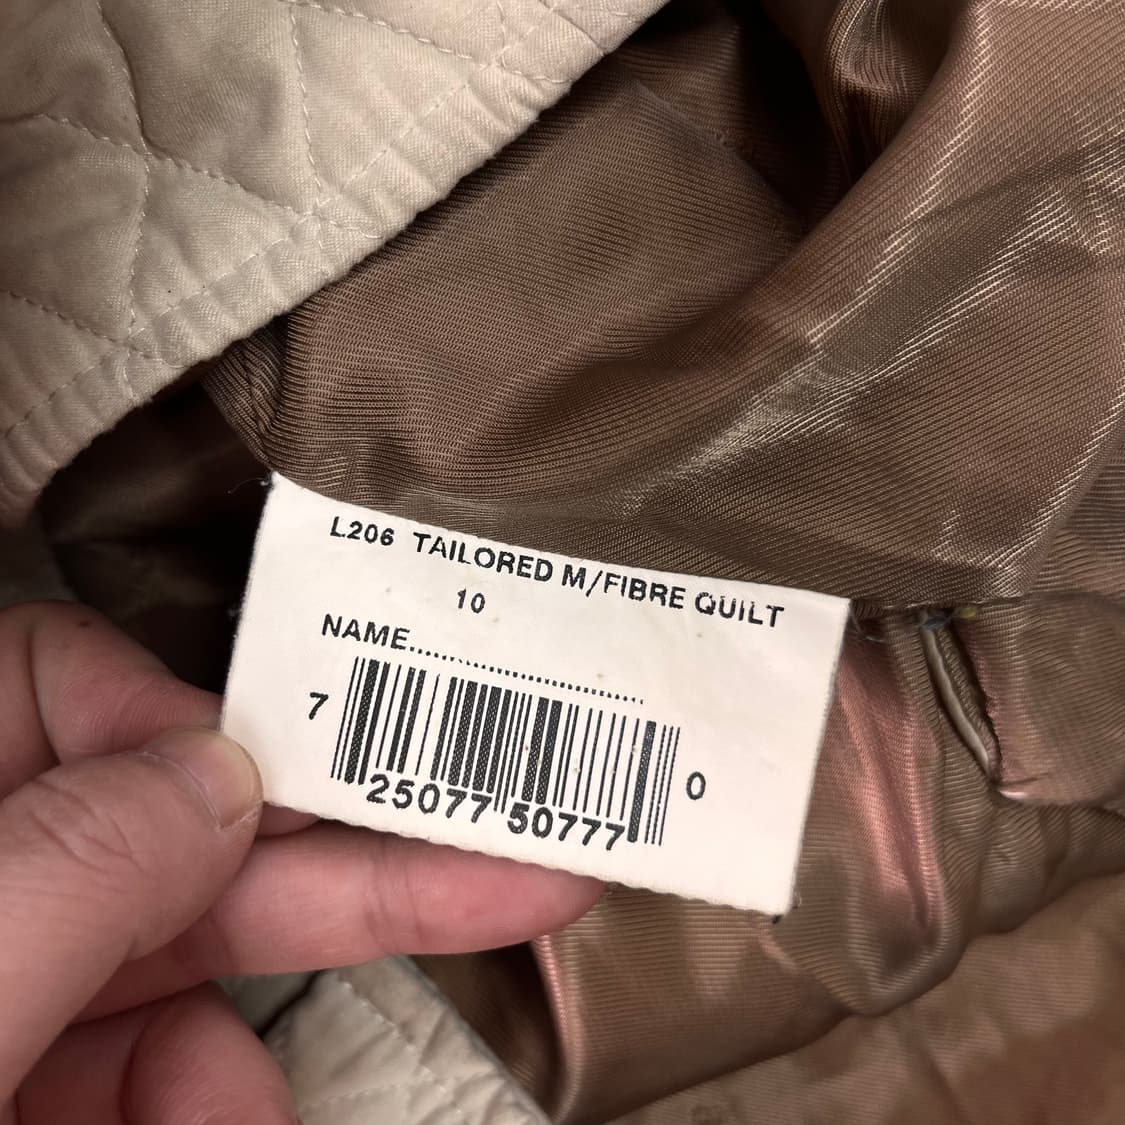 L206 TAILORED M/FIBRE QUILT
10
NAME..........................................
7 25077 50777 0